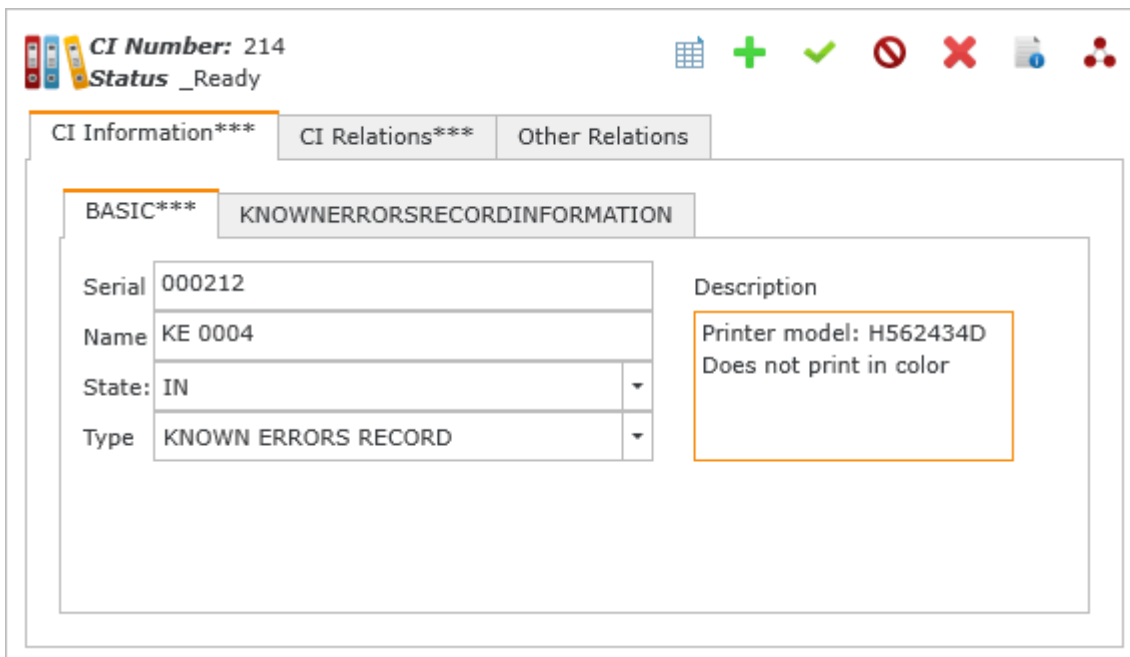 CI Number: 214
Status _Ready
CI Information*** CI Relations*** Other Relations
BASIC*** KNOWNERRORSRECORDINFORMATION
Serial 000212
Name KE 0004
State: IN
Type KNOWN ERRORS RECORD
Description
Printer model: H562434D
Does not print in color